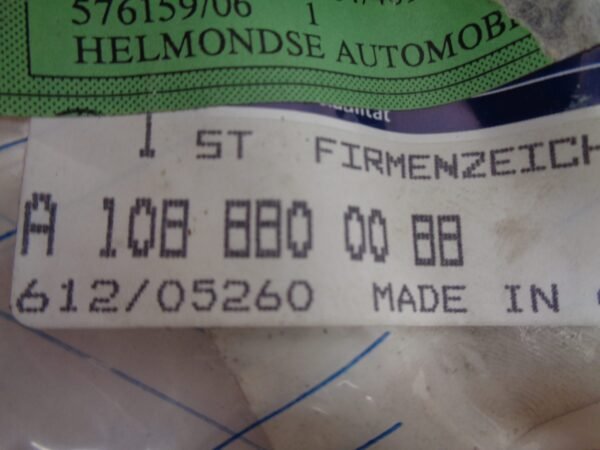 576159/06 1
HELMONDSE AUTOMOB
1 ST FIRMENZEICH
A 108 880 00 88
612/05260 MADE IN